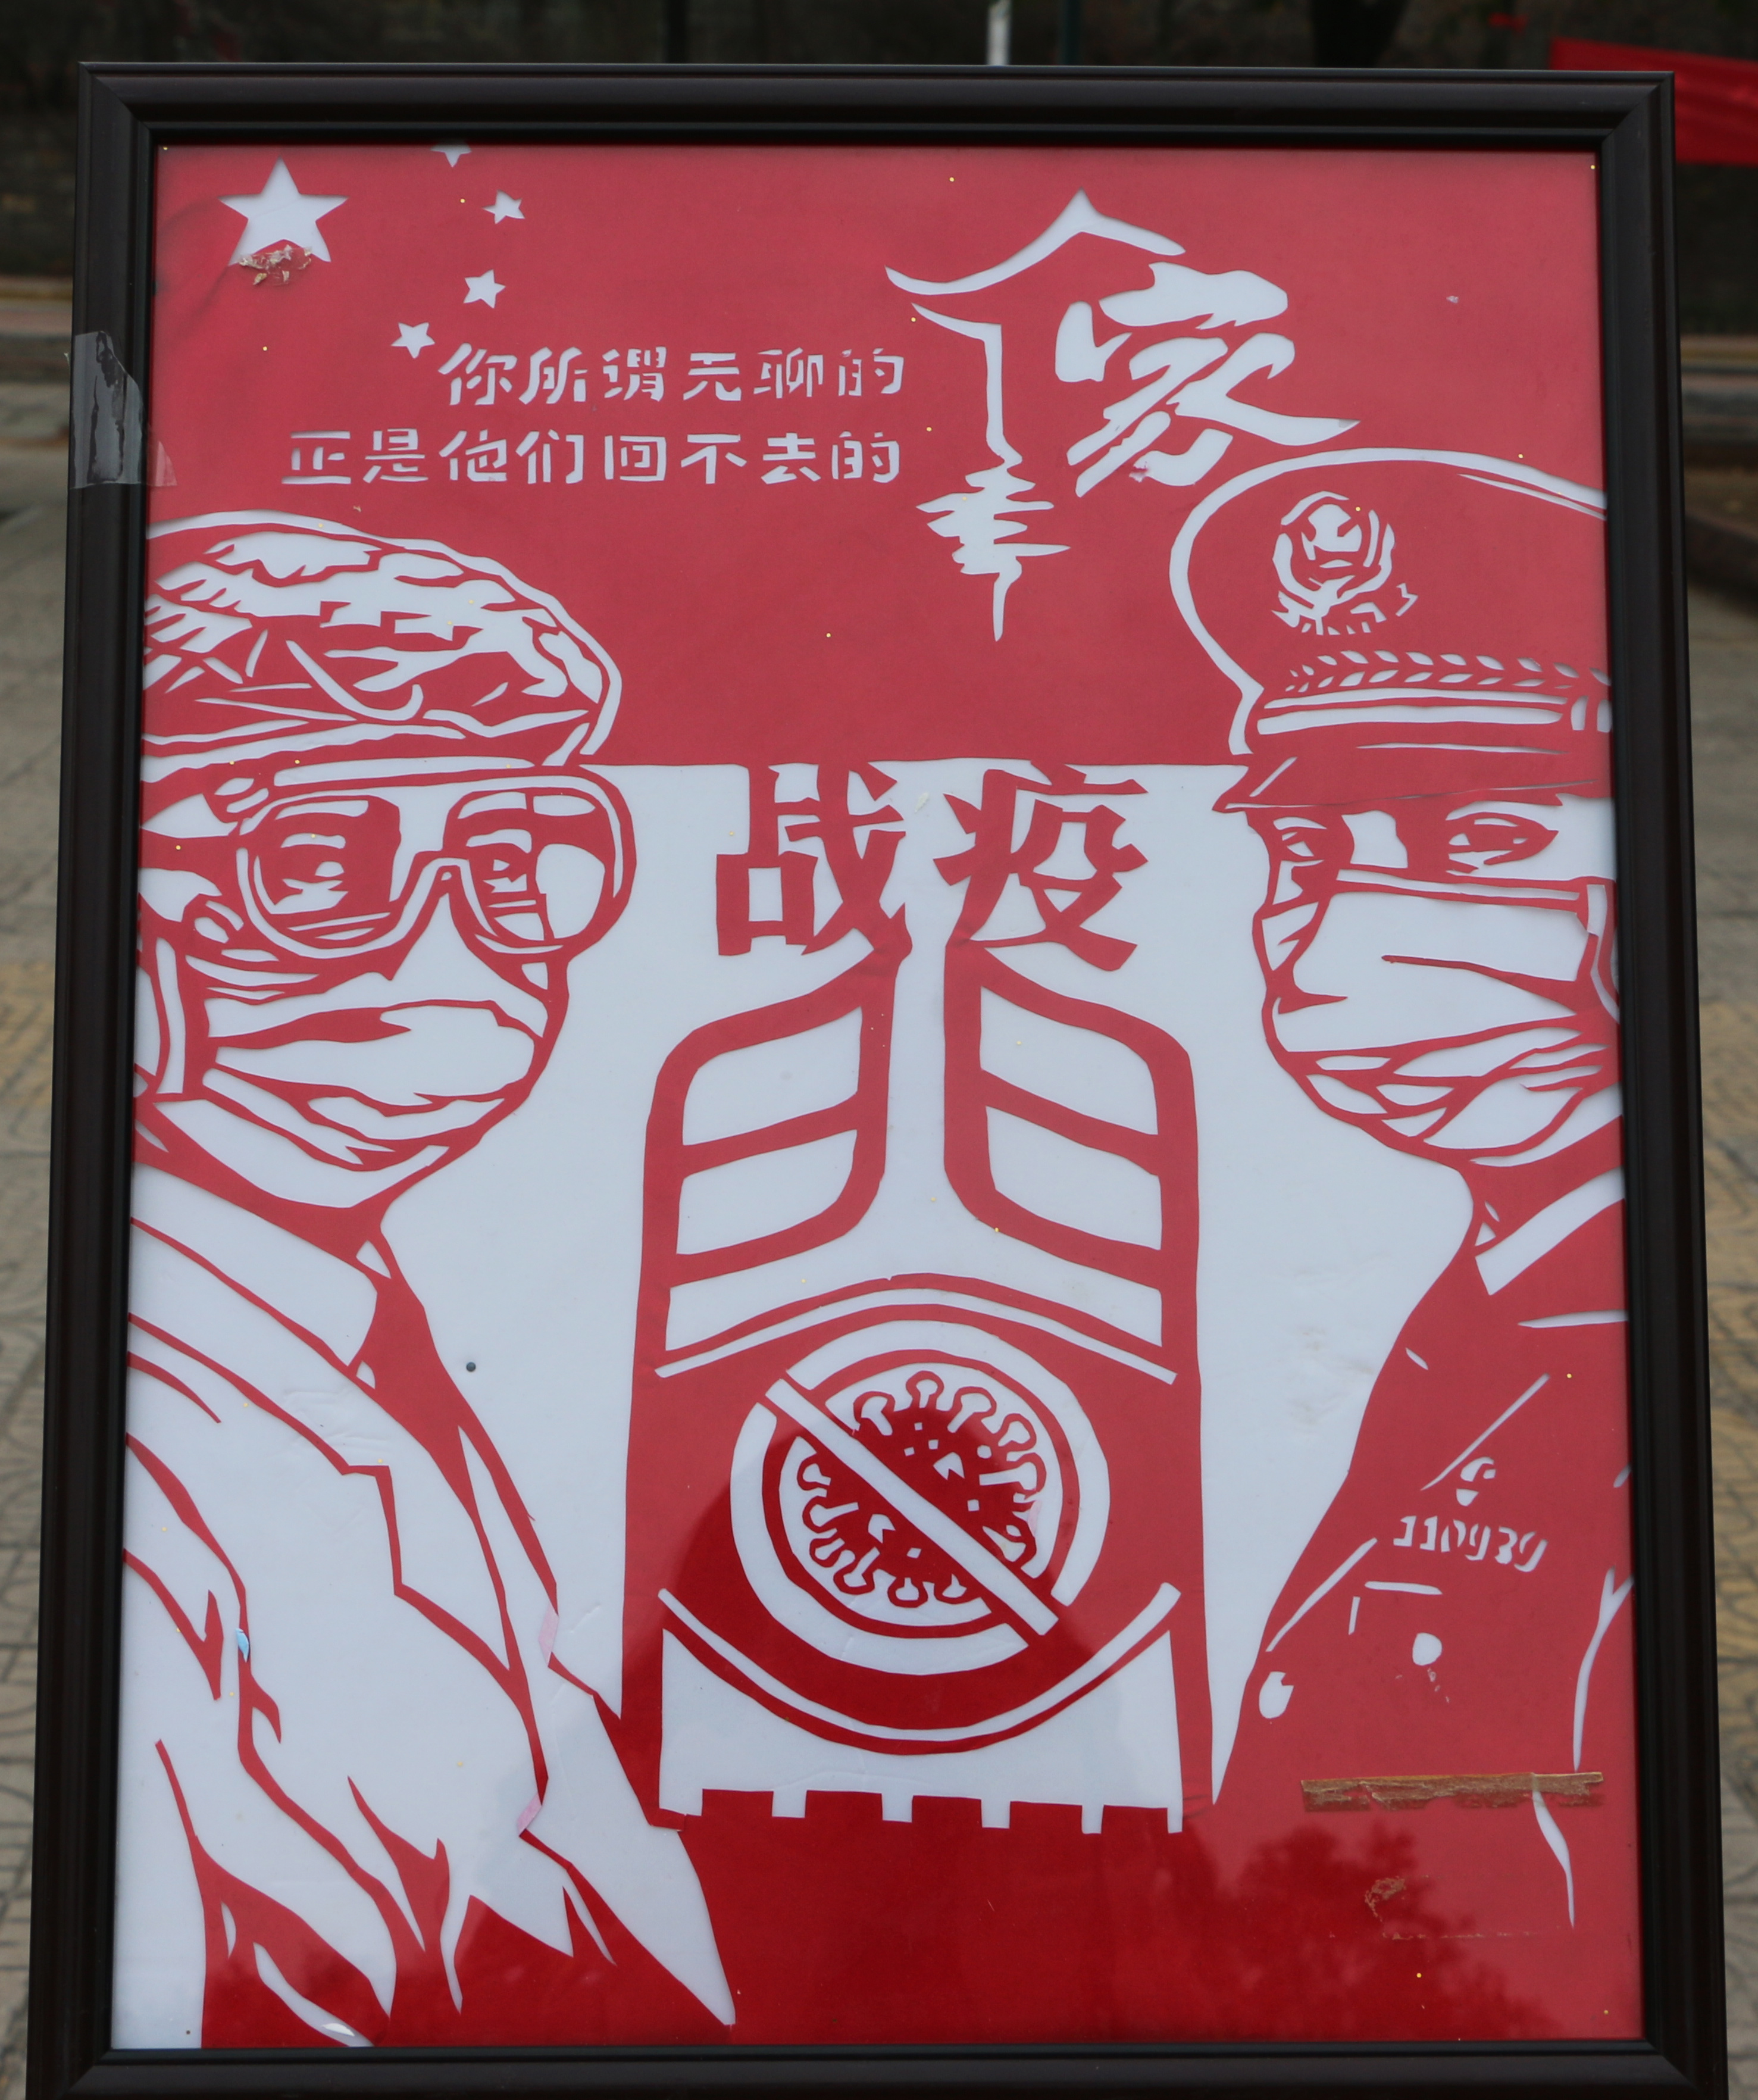 你所谓无聊的
正是他们回不去的
家
战疫
110939